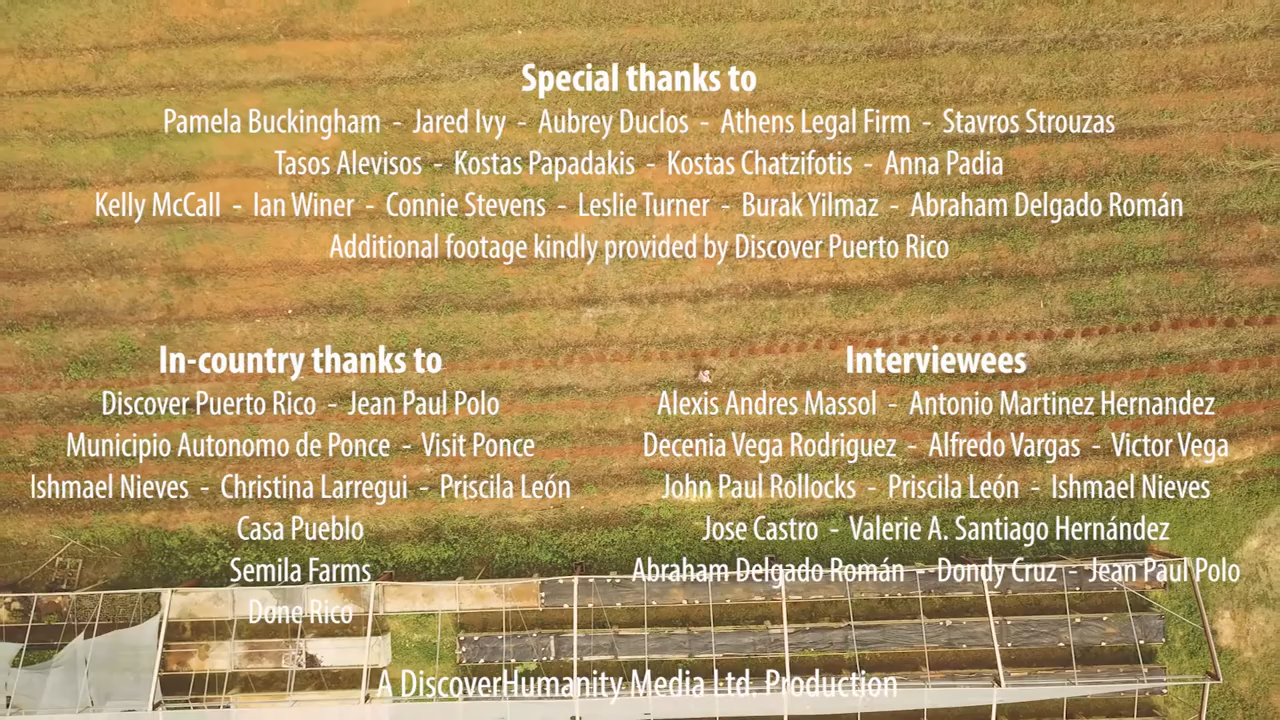 Special thanks to
Pamela Buckingham - Jared Ivy - Aubrey Duclos - Athens Legal Firm - Stavros Strouzas
Tasos Alevisos - Kostas Papadakis - Kostas Chatzifotis - Anna Padia
Kelly McCall - Ian Winer - Connie Stevens - Leslie Turner - Burak Yilmaz - Abraham Delgado Román
Additional footage kindly provided by Discover Puerto Rico
In-country thanks to
Discover Puerto Rico - Jean Paul Polo
Municipio Autonomo de Ponce - Visit Ponce
Ishmael Nieves - Christina Larregui - Priscila León
Casa Pueblo
Semila Farms
Done Rico
Interviewees
Alexis Andres Massol - Antonio Martinez Hernandez
Decenia Vega Rodriguez - Alfredo Vargas - Victor Vega
John Paul Rollocks - Priscila León - Ishmael Nieves
Jose Castro - Valerie A. Santiago Hernández
Abraham Delgado Román - Dondy Cruz - Jean Paul Polo
A DiscoverHumanity Media Ltd. Production